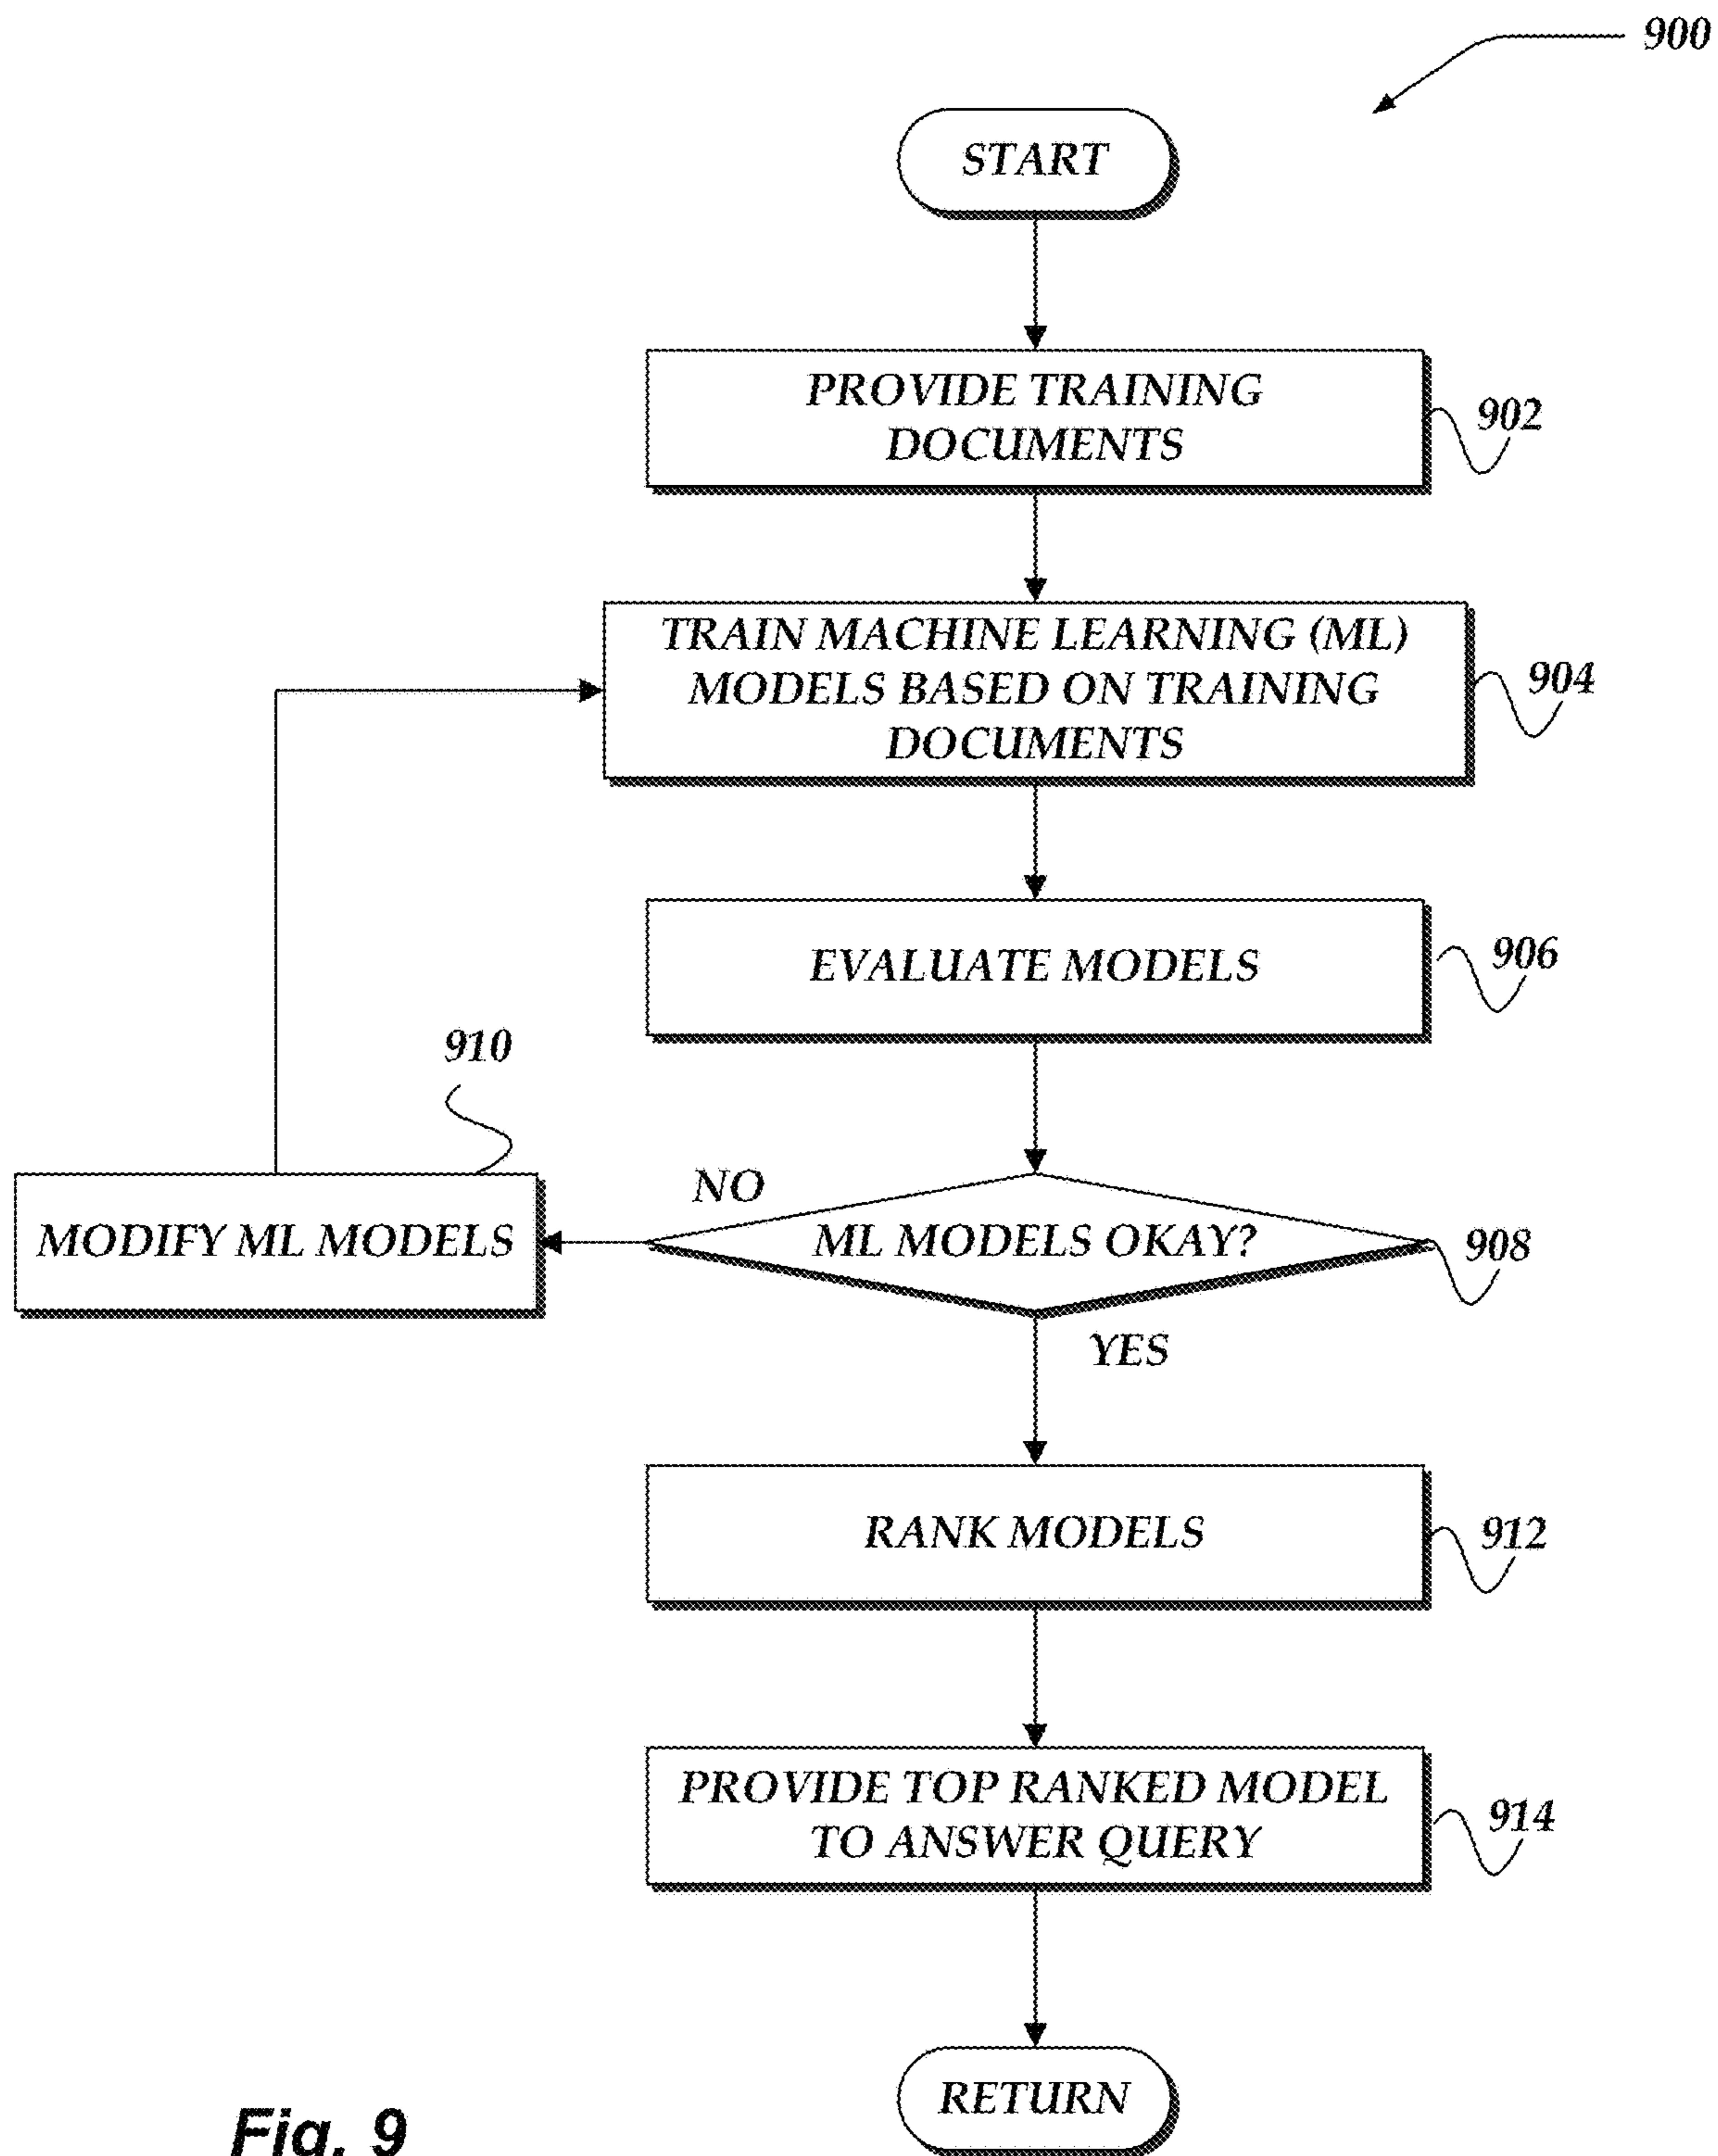 900
START
PROVIDE TRAINING
DOCUMENTS
902
TRAIN MACHINE LEARNING (ML)
MODELS BASED ON TRAINING
DOCUMENTS
904
EVALUATE MODELS
906
910
MODIFY ML MODELS
NO
ML MODELS OKAY?
908
YES
RANK MODELS
912
PROVIDE TOP RANKED MODEL
TO ANSWER QUERY
914
RETURN
Fig. 9